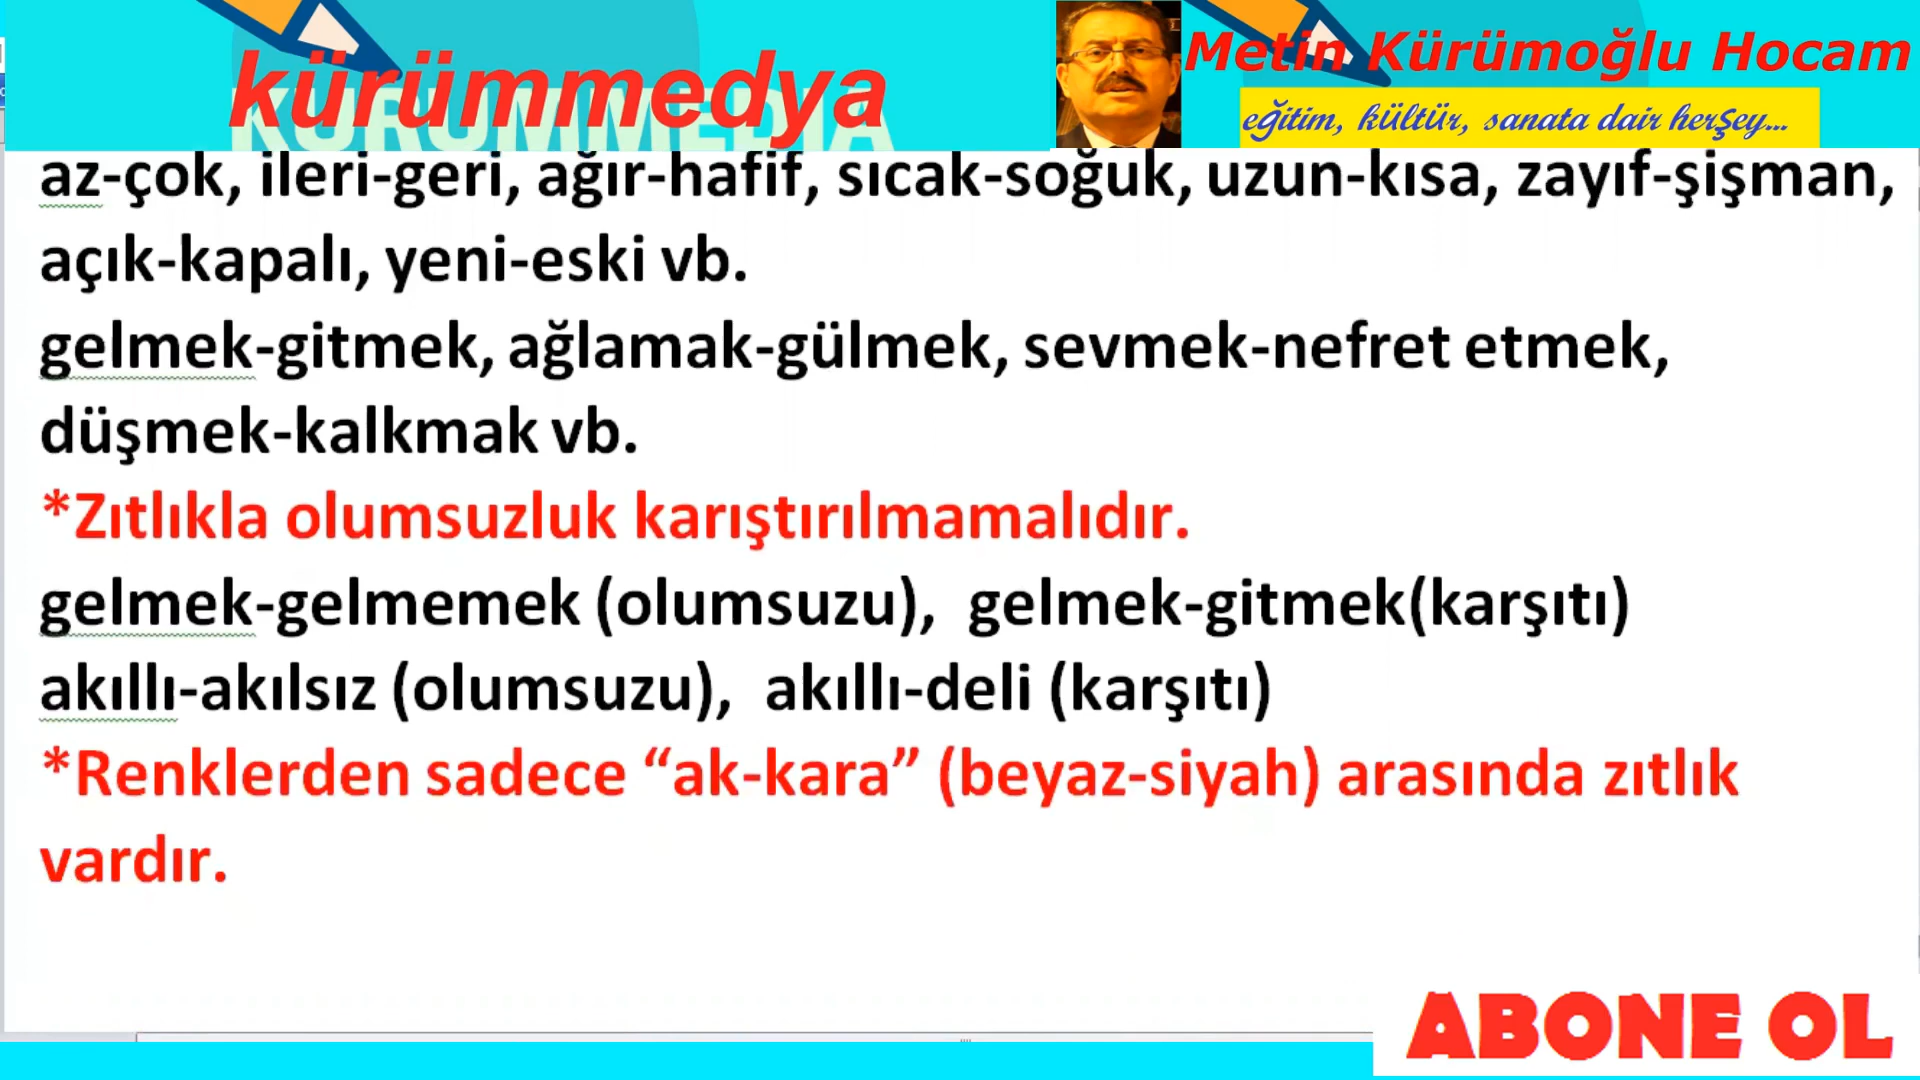 kürümmedya
KÜRÜMMEDIA
Metin Kürümoğlu Hocam
eğitim, kültür, sanata dair herşey...
az-çok, ileri-geri, ağır-hafif, sıcak-soğuk, uzun-kısa, zayıf-şişman,
açık-kapalı, yeni-eski vb.
gelmek-gitmek, ağlamak-gülmek, sevmek-nefret etmek,
düşmek-kalkmak vb.
*Zıtlıkla olumsuzluk karıştırılmamalıdır.
gelmek-gelmemek (olumsuzu), gelmek-gitmek(karşıtı)
akıllı-akılsız (olumsuzu), akıllı-deli (karşıtı)
*Renklerden sadece “ak-kara” (beyaz-siyah) arasında zıtlık
vardır.
ABONE OL